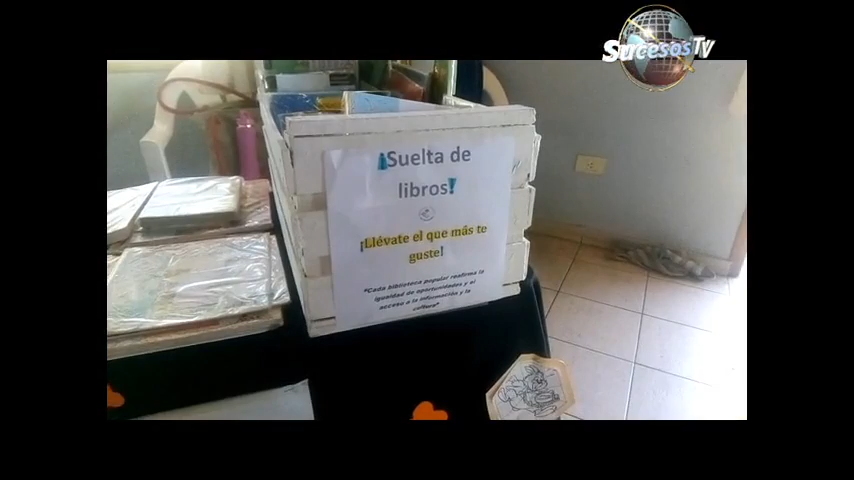 SucesosTv
¡Suelta de
libros!
¡Llévate el que más te
guste!
"Cada biblioteca popular reafirma la
igualdad de oportunidades y el
acceso a la información y la
cultura"